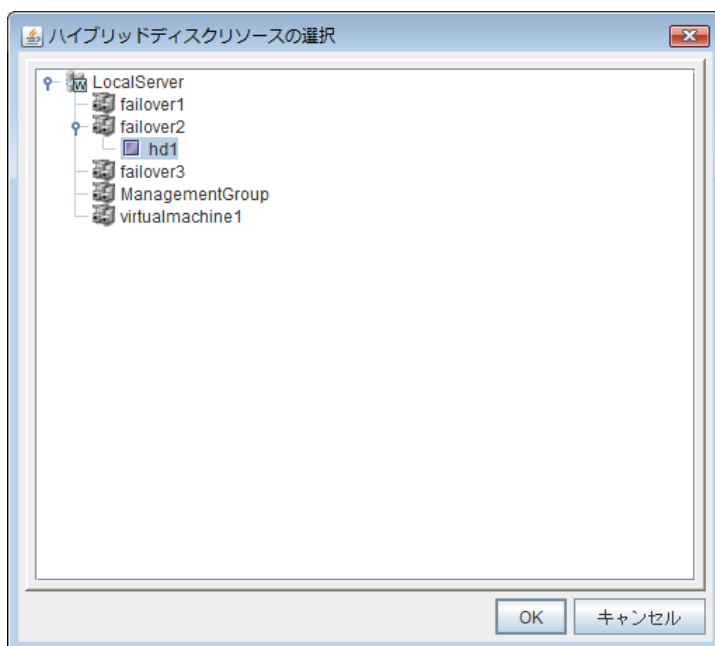 ハイブリッドディスクリソースの選択
LocalServer
failover1
failover2
hd1
failover3
ManagementGroup
virtualmachine1
OK
キャンセル